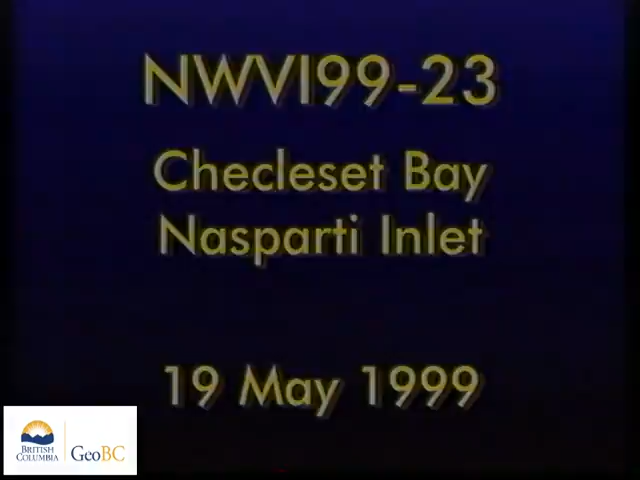 NWVI99-23
Checleset Bay
Nasparti Inlet
19 May 1999
BRITISH
COLUMBIA
GeoBC